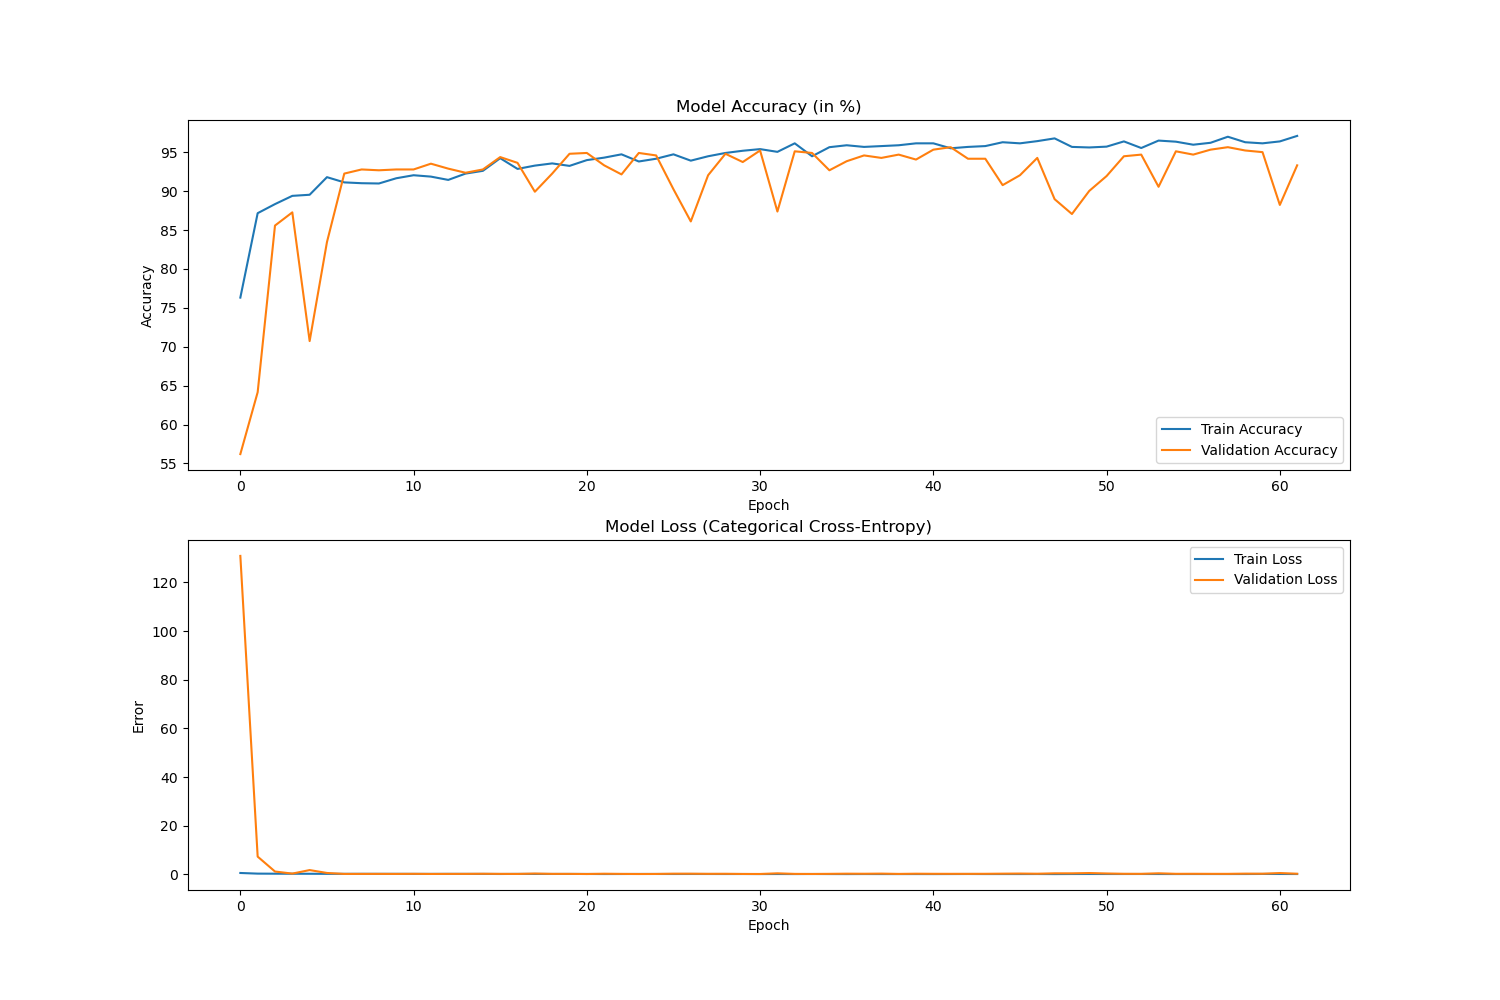 Model Accuracy (in %)
95
90
85
80
75
70
65
60
55
Accuracy
Train Accuracy
Validation Accuracy
0 10 20 30 40 50 60
Epoch
Model Loss (Categorical Cross-Entropy)
120
100
80
60
40
20
0
Error
Train Loss
Validation Loss
0 10 20 30 40 50 60
Epoch